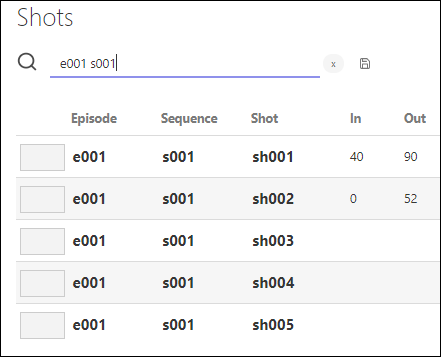 Shots
e001 s001
x
Episode Sequence Shot In Out
e001 s001 sh001 40 90
e001 s001 sh002 0 52
e001 s001 sh003
e001 s001 sh004
e001 s001 sh005